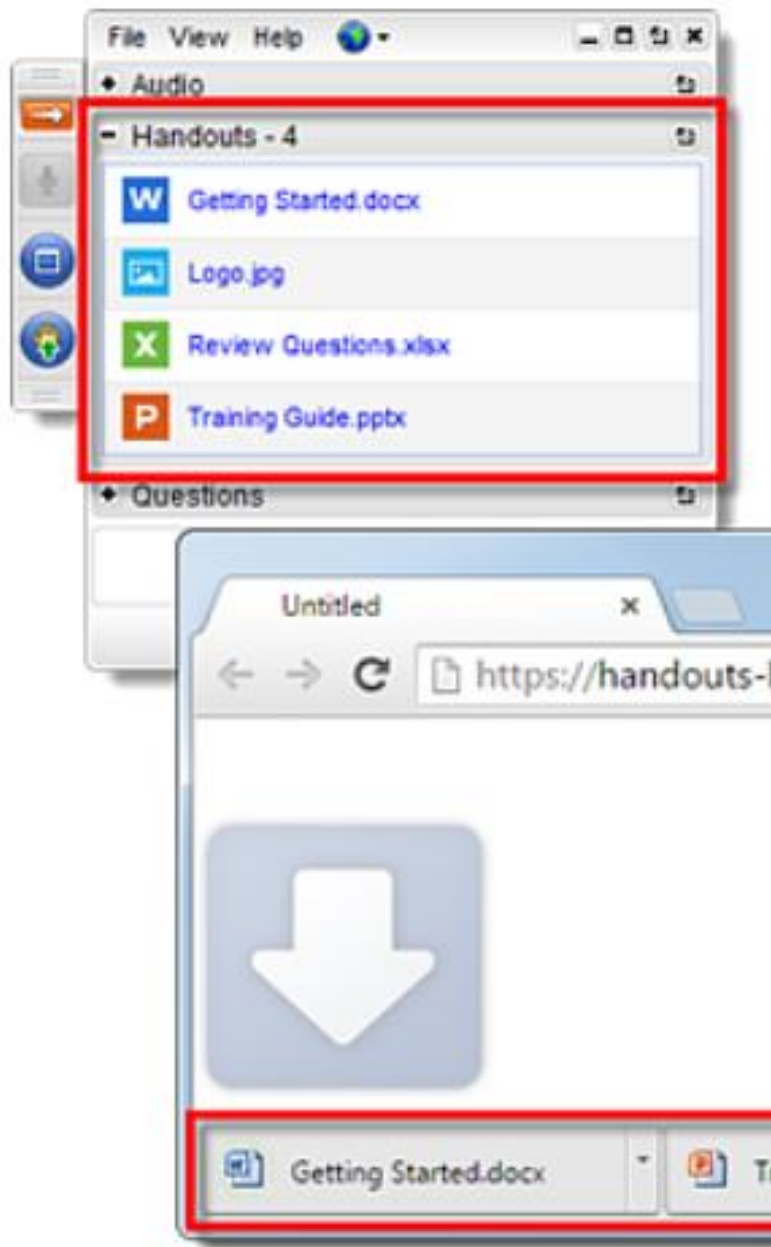 File View Help
Audio
Handouts - 4
W Getting Started.docx
Logo.jpg
X Review Questions.xlsx
P Training Guide.pptx
Questions
Untitled
https://handouts-
Getting Started.docx